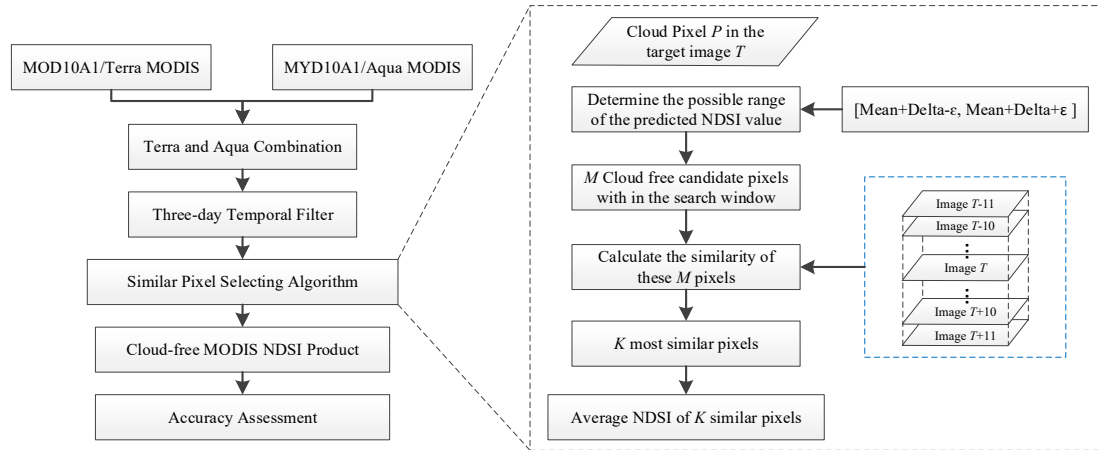 MOD10A1/Terra MODIS
MYD10A1/Aqua MODIS
Terra and Aqua Combination
Three-day Temporal Filter
Similar Pixel Selecting Algorithm
Cloud-free MODIS NDSI Product
Accuracy Assessment
Cloud Pixel P in the
target image T
Determine the possible range
of the predicted NDSI value
[Mean+Delta-ε, Mean+Delta+ε ]
M Cloud free candidate pixels
with in the search window
Calculate the similarity of
these M pixels
K most similar pixels
Average NDSI of K similar pixels
Image T-11
Image T-10
⋮
Image T
⋮
Image T+10
Image T+11